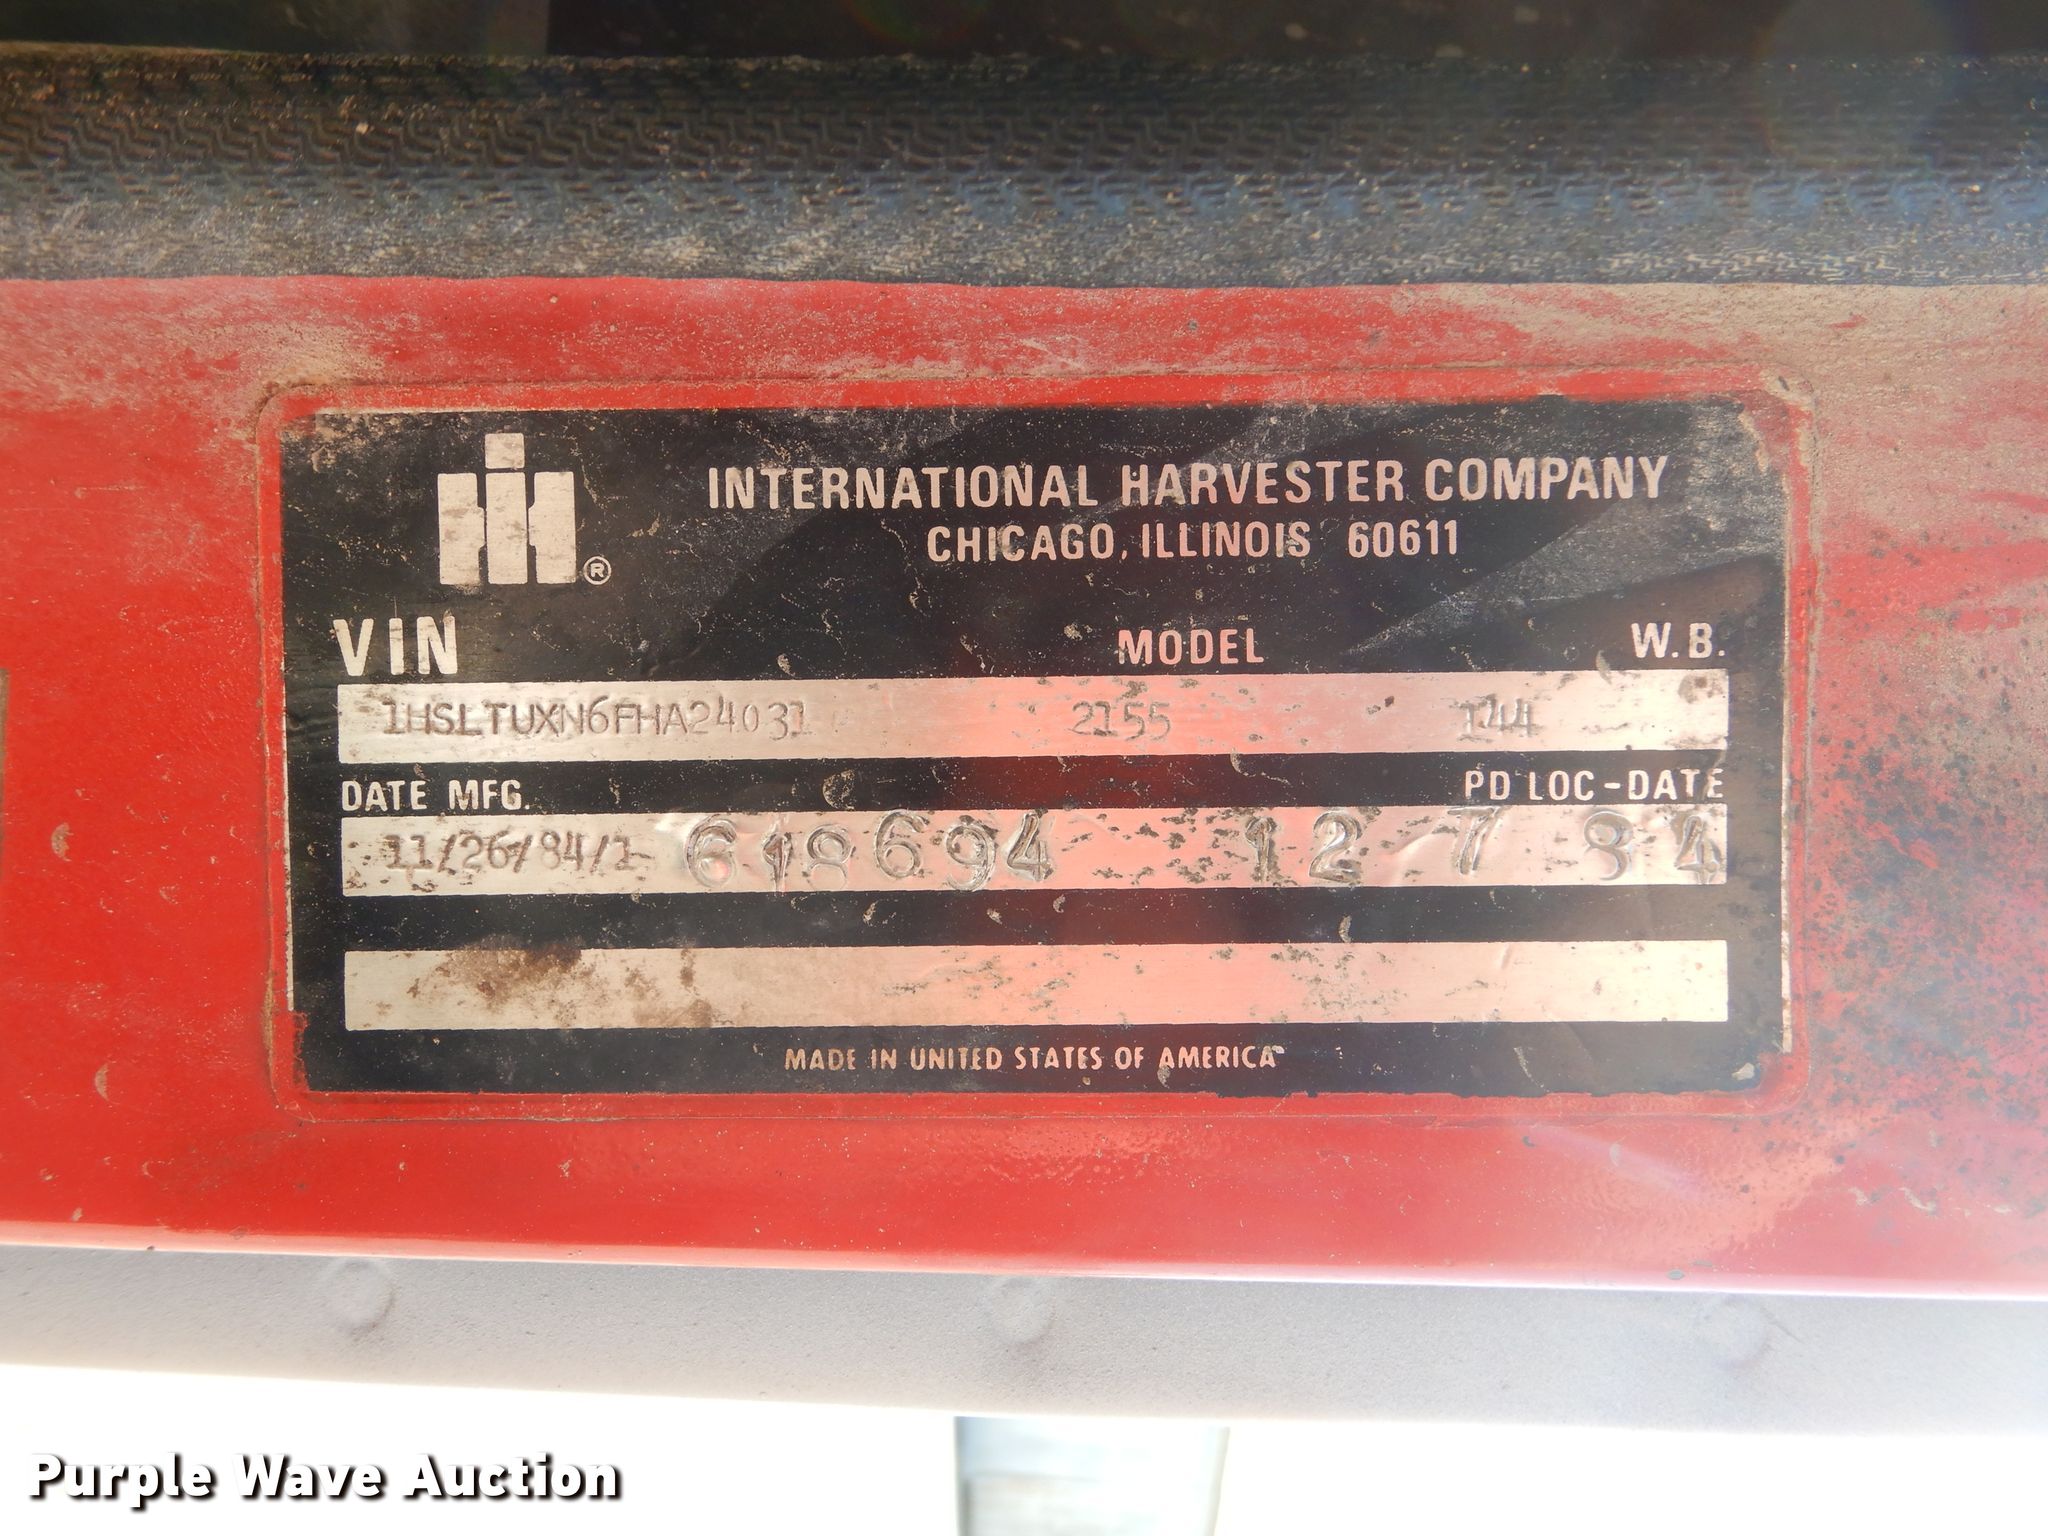 IH®
INTERNATIONAL HARVESTER COMPANY
CHICAGO, ILLINOIS 60611
VIN MODEL W.B.
1HSLTUXN6FHA24031 2155 144
DATE MFG. PD LOC-DATE
11/26/84/1 618694 12 7 84
MADE IN UNITED STATES OF AMERICA
Purple Wave Auction